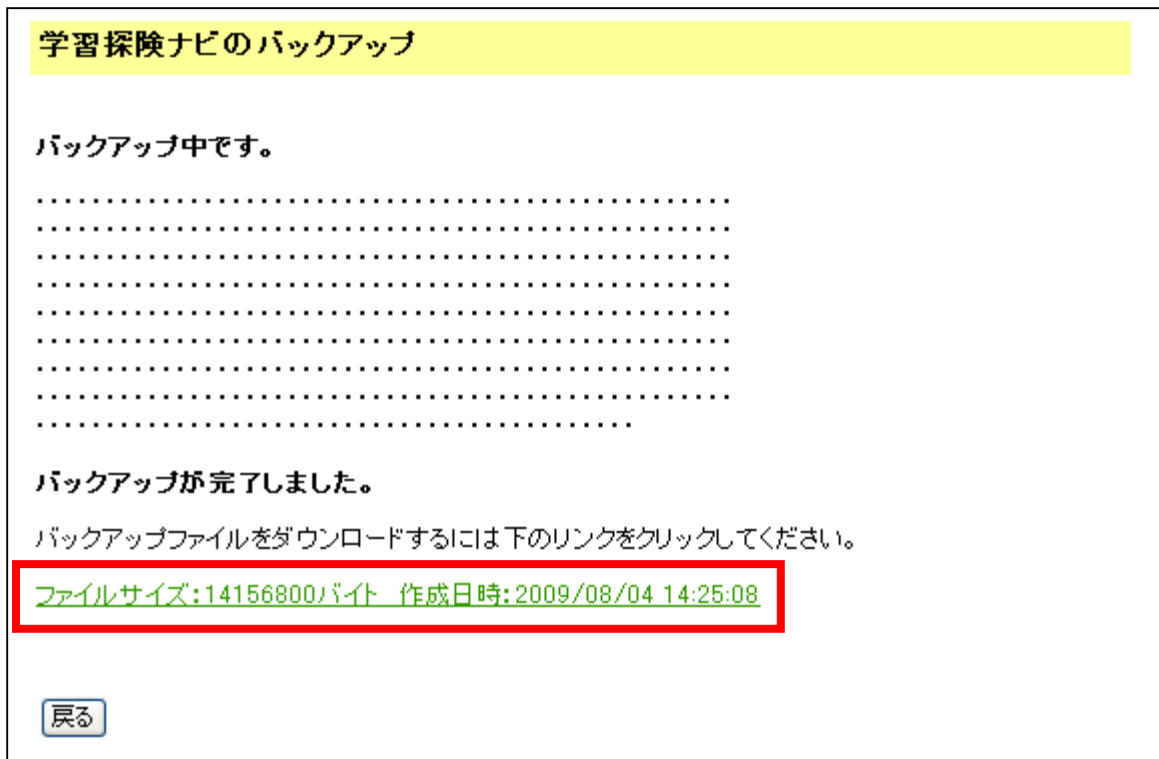 学習探険ナビのバックアップ
バックアップ中です。
..................................................
..................................................
..................................................
..................................................
..................................................
..................................................
..................................................
..................................................
...........................................
バックアップが完了しました。
バックアップファイルをダウンロードするには下のリンクをクリックしてください。
ファイルサイズ:14156800バイト　作成日時:2009/08/04 14:25:08
戻る